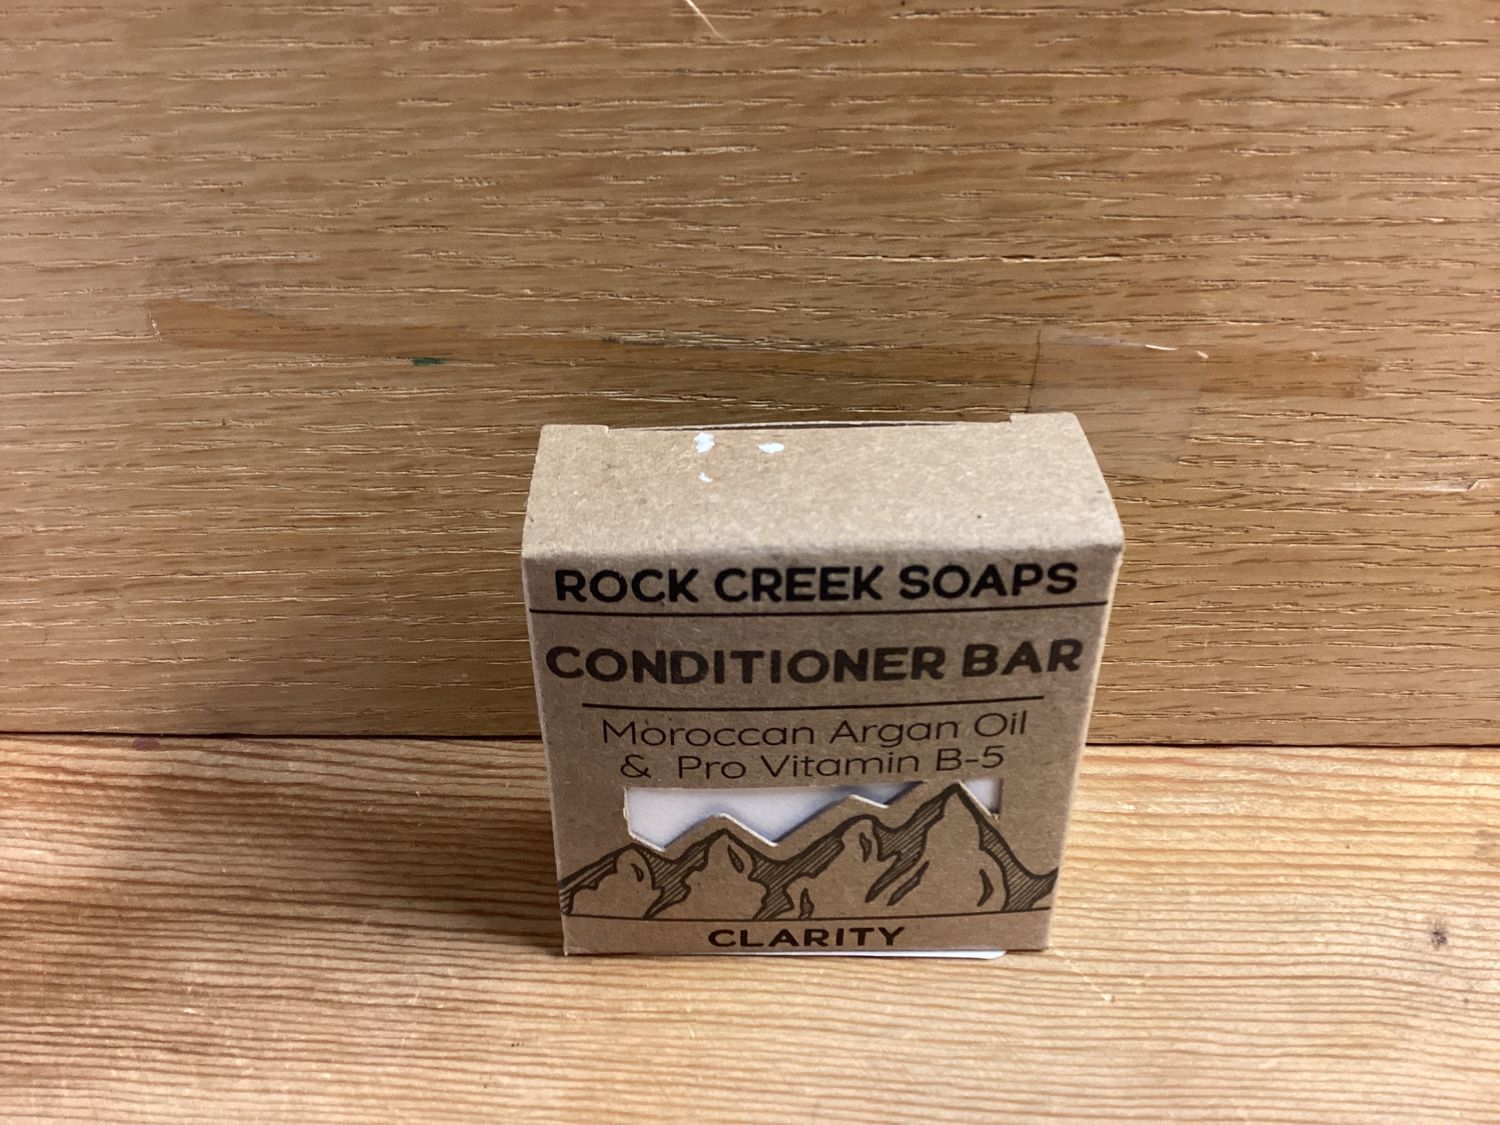 ROCK CREEK SOAPS
CONDITIONER BAR
Moroccan Argan Oil
& Pro Vitamin B-5
CLARITY